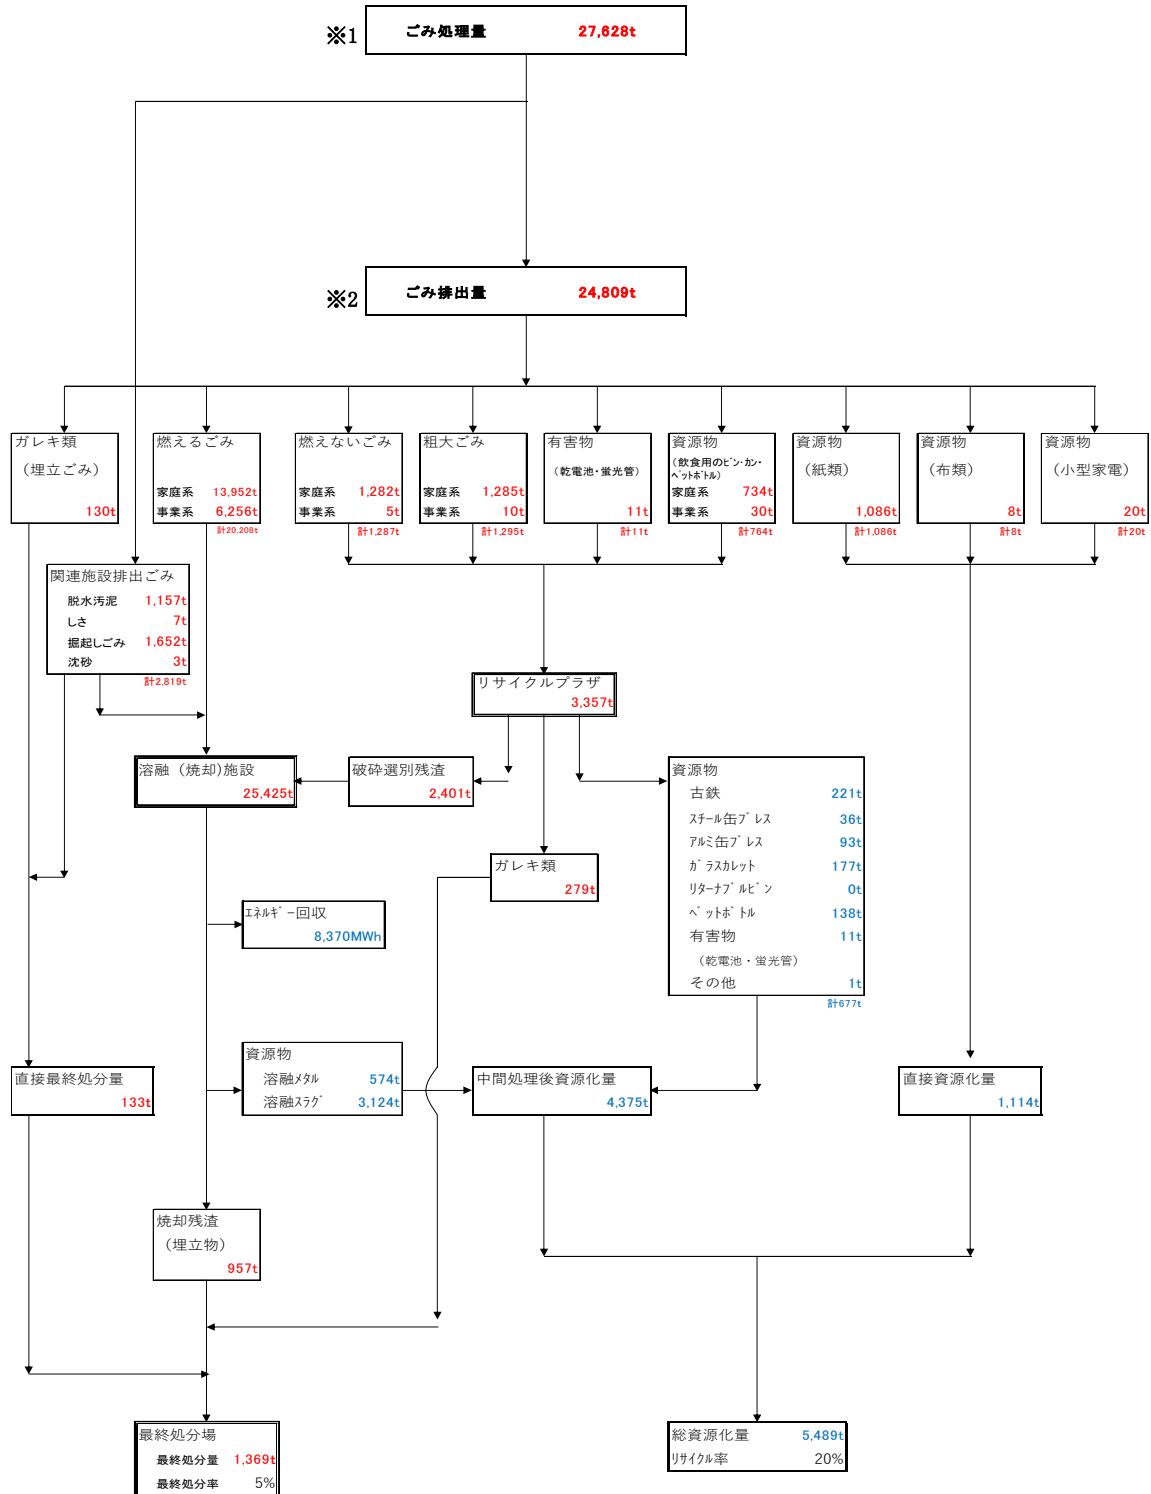 ※1
ごみ処理量 27,628t
※2
ごみ排出量 24,809t
ガレキ類
（埋立ごみ）
130t
燃えるごみ
家庭系 13,952t
事業系 6,256t
計20,208t
燃えないごみ
家庭系 1,282t
事業系 5t
計1,287t
粗大ごみ
家庭系 1,285t
事業系 10t
計1,295t
有害物
（乾電池・蛍光管）
11t
計11t
資源物
（飲食用のﾋﾞﾝ･ｶﾝ･
ﾍﾟｯﾄﾎﾞﾄﾙ）
家庭系 734t
事業系 30t
計764t
資源物
（紙類）
1,086t
計1,086t
資源物
（布類）
8t
計8t
資源物
（小型家電）
20t
計20t
関連施設排出ごみ
脱水汚泥 1,157t
しさ 7t
掘起しごみ 1,652t
沈砂 3t
計2,819t
リサイクルプラザ
3,357t
溶融（焼却）施設
25,425t
破砕選別残渣
2,401t
資源物
古鉄 221t
ｽﾁｰﾙ缶ﾌﾟﾚｽ 36t
ｱﾙﾐ缶ﾌﾟﾚｽ 93t
ｶﾞﾗｽｶﾚｯﾄ 177t
ﾘﾀｰﾅﾌﾞﾙﾋﾞﾝ 0t
ﾍﾟｯﾄﾎﾞﾄﾙ 138t
有害物 11t
（乾電池・蛍光管）
その他 1t
計677t
ガレキ類
279t
ｴﾈﾙｷﾞｰ回収
8,370MWh
資源物
溶融ﾒﾀﾙ 574t
溶融ｽﾗｸﾞ 3,124t
直接最終処分量
133t
中間処理後資源化量
4,375t
直接資源化量
1,114t
焼却残渣
（埋立物）
957t
最終処分場
最終処分量 1,369t
最終処分率 5%
総資源化量 5,489t
ﾘｻｲｸﾙ率 20%